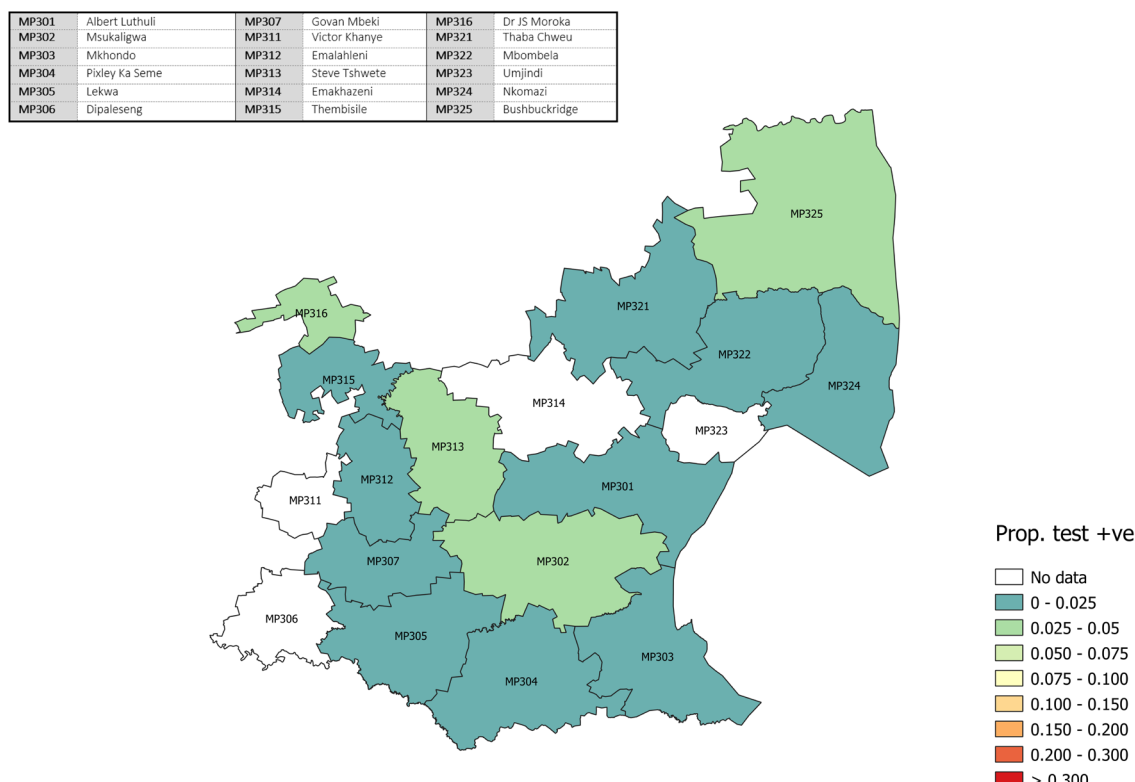 MP301 Albert Luthuli MP307 Govan Mbeki MP316 Dr JS Moroka
MP302 Msukaligwa MP311 Victor Khanye MP321 Thaba Chweu
MP303 Mkhondo MP312 Emalahleni MP322 Mbombela
MP304 Pixley Ka Seme MP313 Steve Tshwete MP323 Umjindi
MP305 Lekwa MP314 Emakhazeni MP324 Nkomazi
MP306 Dipaleseng MP315 Thembisile MP325 Bushbuckridge
MP325
MP321
MP316
MP322
MP315
MP324
MP314
MP323
MP313
MP312
MP301
MP311
MP307
MP302
MP306
MP305
MP303
MP304
Prop. test +ve
No data
0 - 0.025
0.025 - 0.05
0.050 - 0.075
0.075 - 0.100
0.100 - 0.150
0.150 - 0.200
0.200 - 0.300
> 0.300